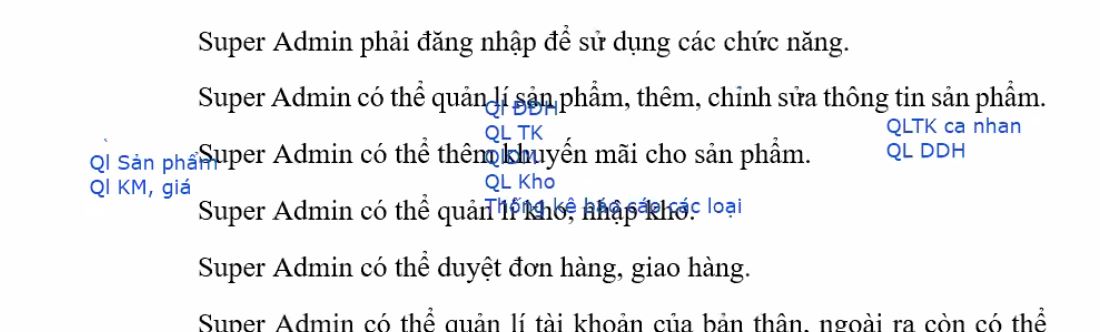 Super Admin phải đăng nhập để sử dụng các chức năng.
Super Admin có thể quản lí sản phẩm, thêm, chỉnh sửa thông tin sản phẩm.
Super Admin có thể thêm khuyến mãi cho sản phẩm.
Super Admin có thể quản lí kho, nhập kho.
Super Admin có thể duyệt đơn hàng, giao hàng.
Super Admin có thể quản lí tài khoản của bản thân, ngoài ra còn có thể
Ql Sản phẩm
Ql KM, giá
Ql ĐDH
QL TK
QL Kho
Thống kê báo cáo các loại
QLTK ca nhan
QL DDH